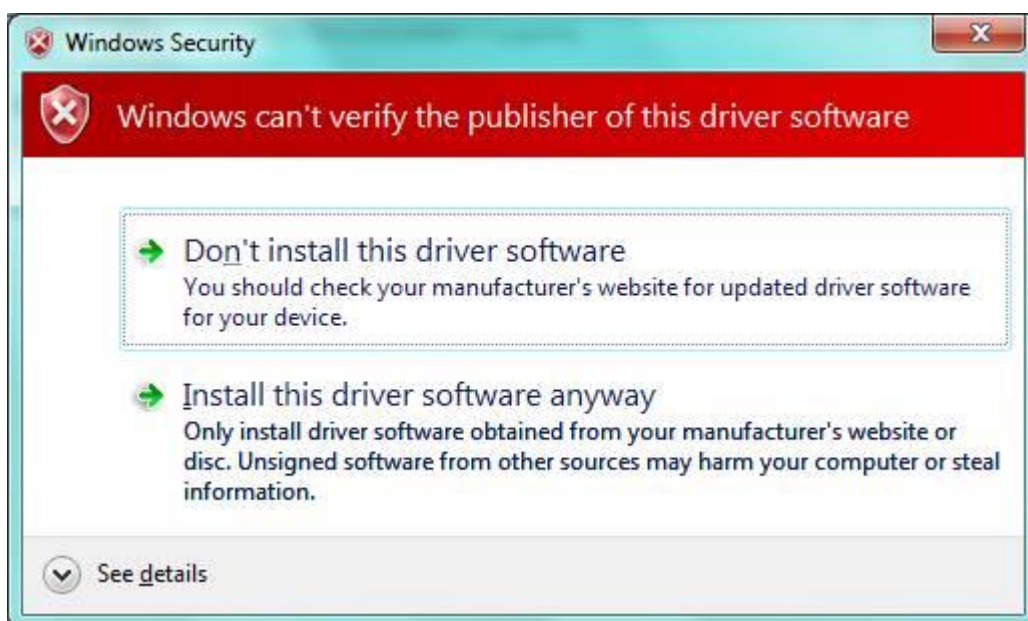 Windows Security
Windows can't verify the publisher of this driver software
Don't install this driver software
You should check your manufacturer's website for updated driver software
for your device.
Install this driver software anyway
Only install driver software obtained from your manufacturer's website or
disc. Unsigned software from other sources may harm your computer or steal
information.
See details